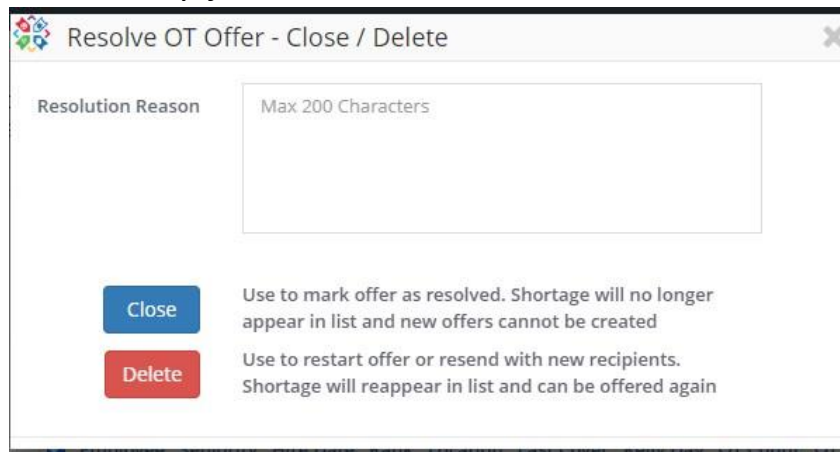 Resolve OT Offer - Close / Delete
Resolution Reason
Max 200 Characters
Close
Use to mark offer as resolved. Shortage will no longer
appear in list and new offers cannot be created
Delete
Use to restart offer or resend with new recipients.
Shortage will reappear in list and can be offered again